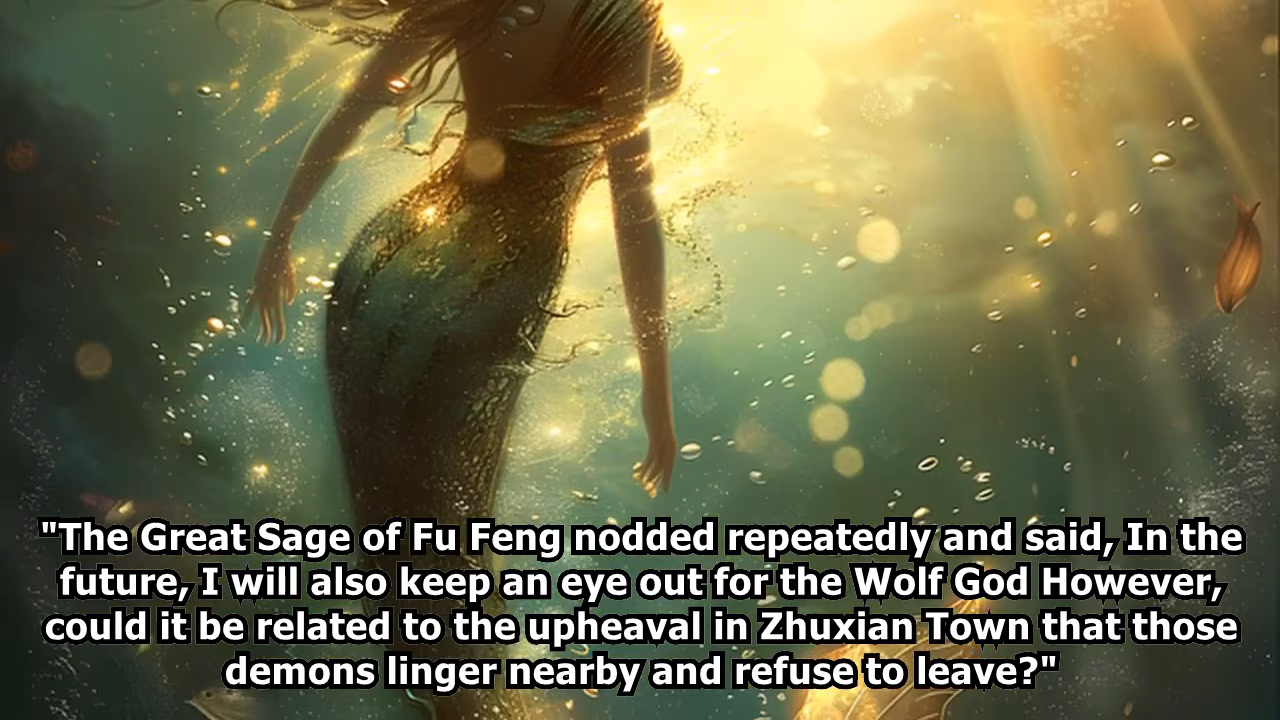 "The Great Sage of Fu Feng nodded repeatedly and said, In the
future, I will also keep an eye out for the Wolf God However,
could it be related to the upheaval in Zhuxian Town that those
demons linger nearby and refuse to leave?"